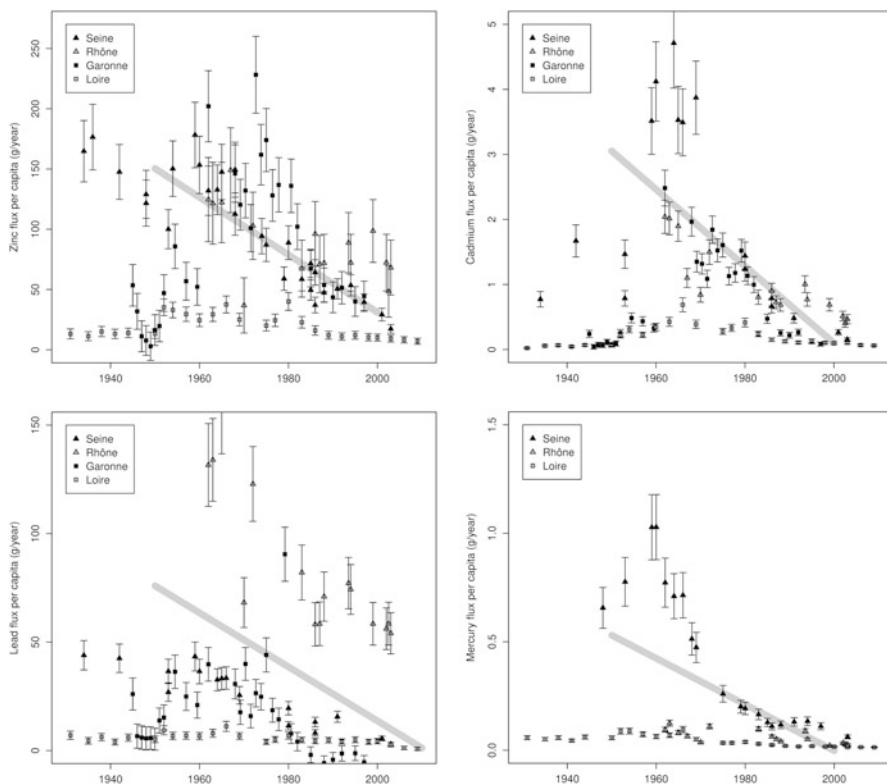 Zinc flux per capita (g/year)
250
200
150
100
50
0
Seine
Rhône
Garonne
Loire
1940
1960
1980
2000
Cadmium flux per capita (g/year)
5
4
3
2
1
0
Seine
Rhône
Garonne
Loire
1940
1960
1980
2000
Lead flux per capita (g/year)
150
100
50
0
Seine
Rhône
Garonne
Loire
1940
1960
1980
2000
Mercury flux per capita (g/year)
1.5
1.0
0.5
0.0
Seine
Rhône
Loire
1940
1960
1980
2000